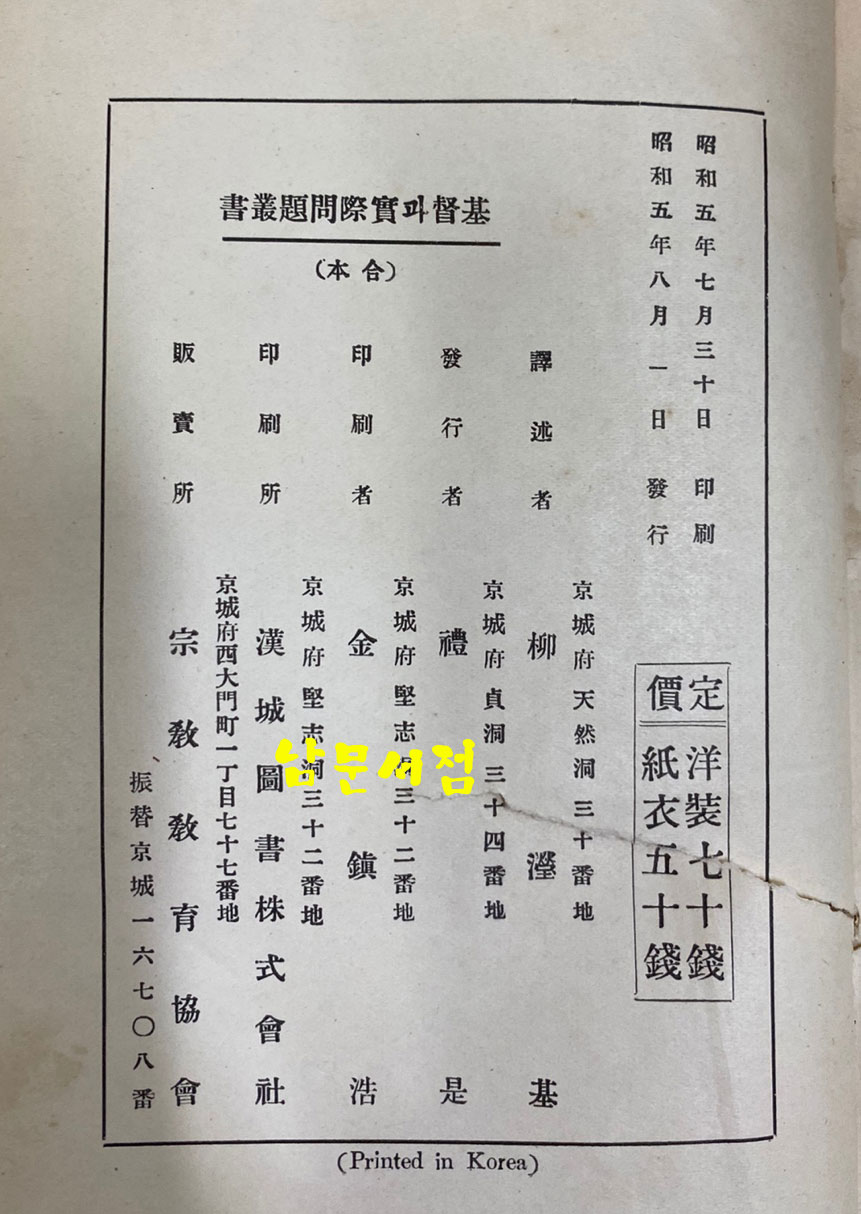 昭和五年七月三十日 印刷
昭和五年八月一日 發行
定價
洋裝七十錢
紙衣五十錢
書叢題問際實과督基
(本合)
京城府天然洞三十番地
譯述者 柳瀅基
京城府貞洞三十四番地
發行者 禮是
京城府堅志洞三十二番地
印刷者 金鎭浩
京城府堅志洞三十二番地
印刷所 漢城圖書株式會社
京城府西大門町一丁目七十七番地
販賣所 宗敎敎育協會
振替京城一六七〇八番
남문서점
(Printed in Korea)